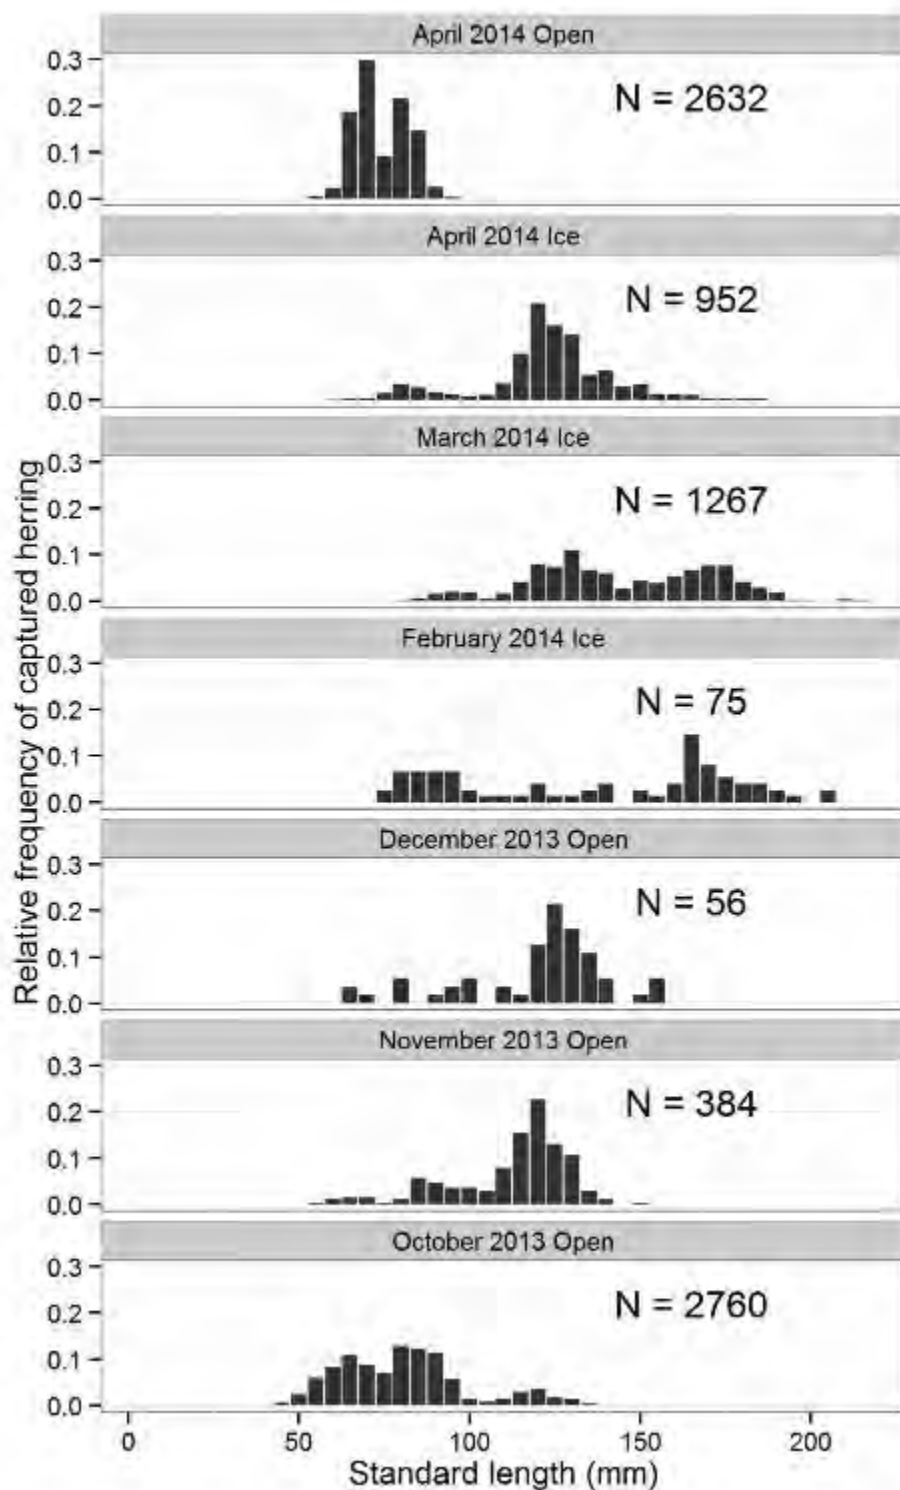 April 2014 Open
0.3
N = 2632
0.2
0.1
0.0
April 2014 Ice
0.3
N = 952
0.2
0.1
0.0
March 2014 Ice
0.3
N = 1267
0.2
0.1
0.0
February 2014 Ice
0.3
N = 75
0.2
0.1
0.0
December 2013 Open
0.3
N = 56
0.2
0.1
0.0
November 2013 Open
0.3
N = 384
0.2
0.1
0.0
October 2013 Open
0.3
N = 2760
0.2
0.1
0.0
Relative frequency of captured herring
0 50 100 150 200
Standard length (mm)